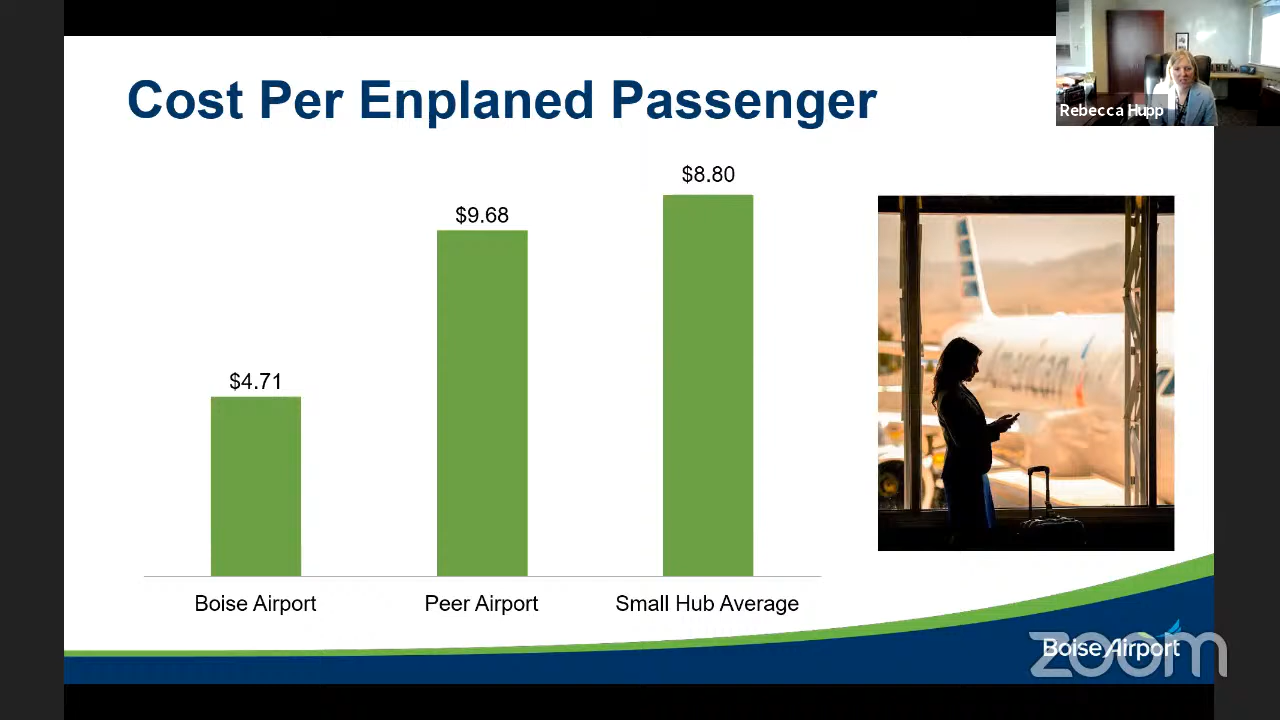 Cost Per Enplaned Passenger
Rebecca Hupp
$8.80
$9.68
$4.71
American
Boise Airport
Peer Airport
Small Hub Average
Boise Airport
zoom